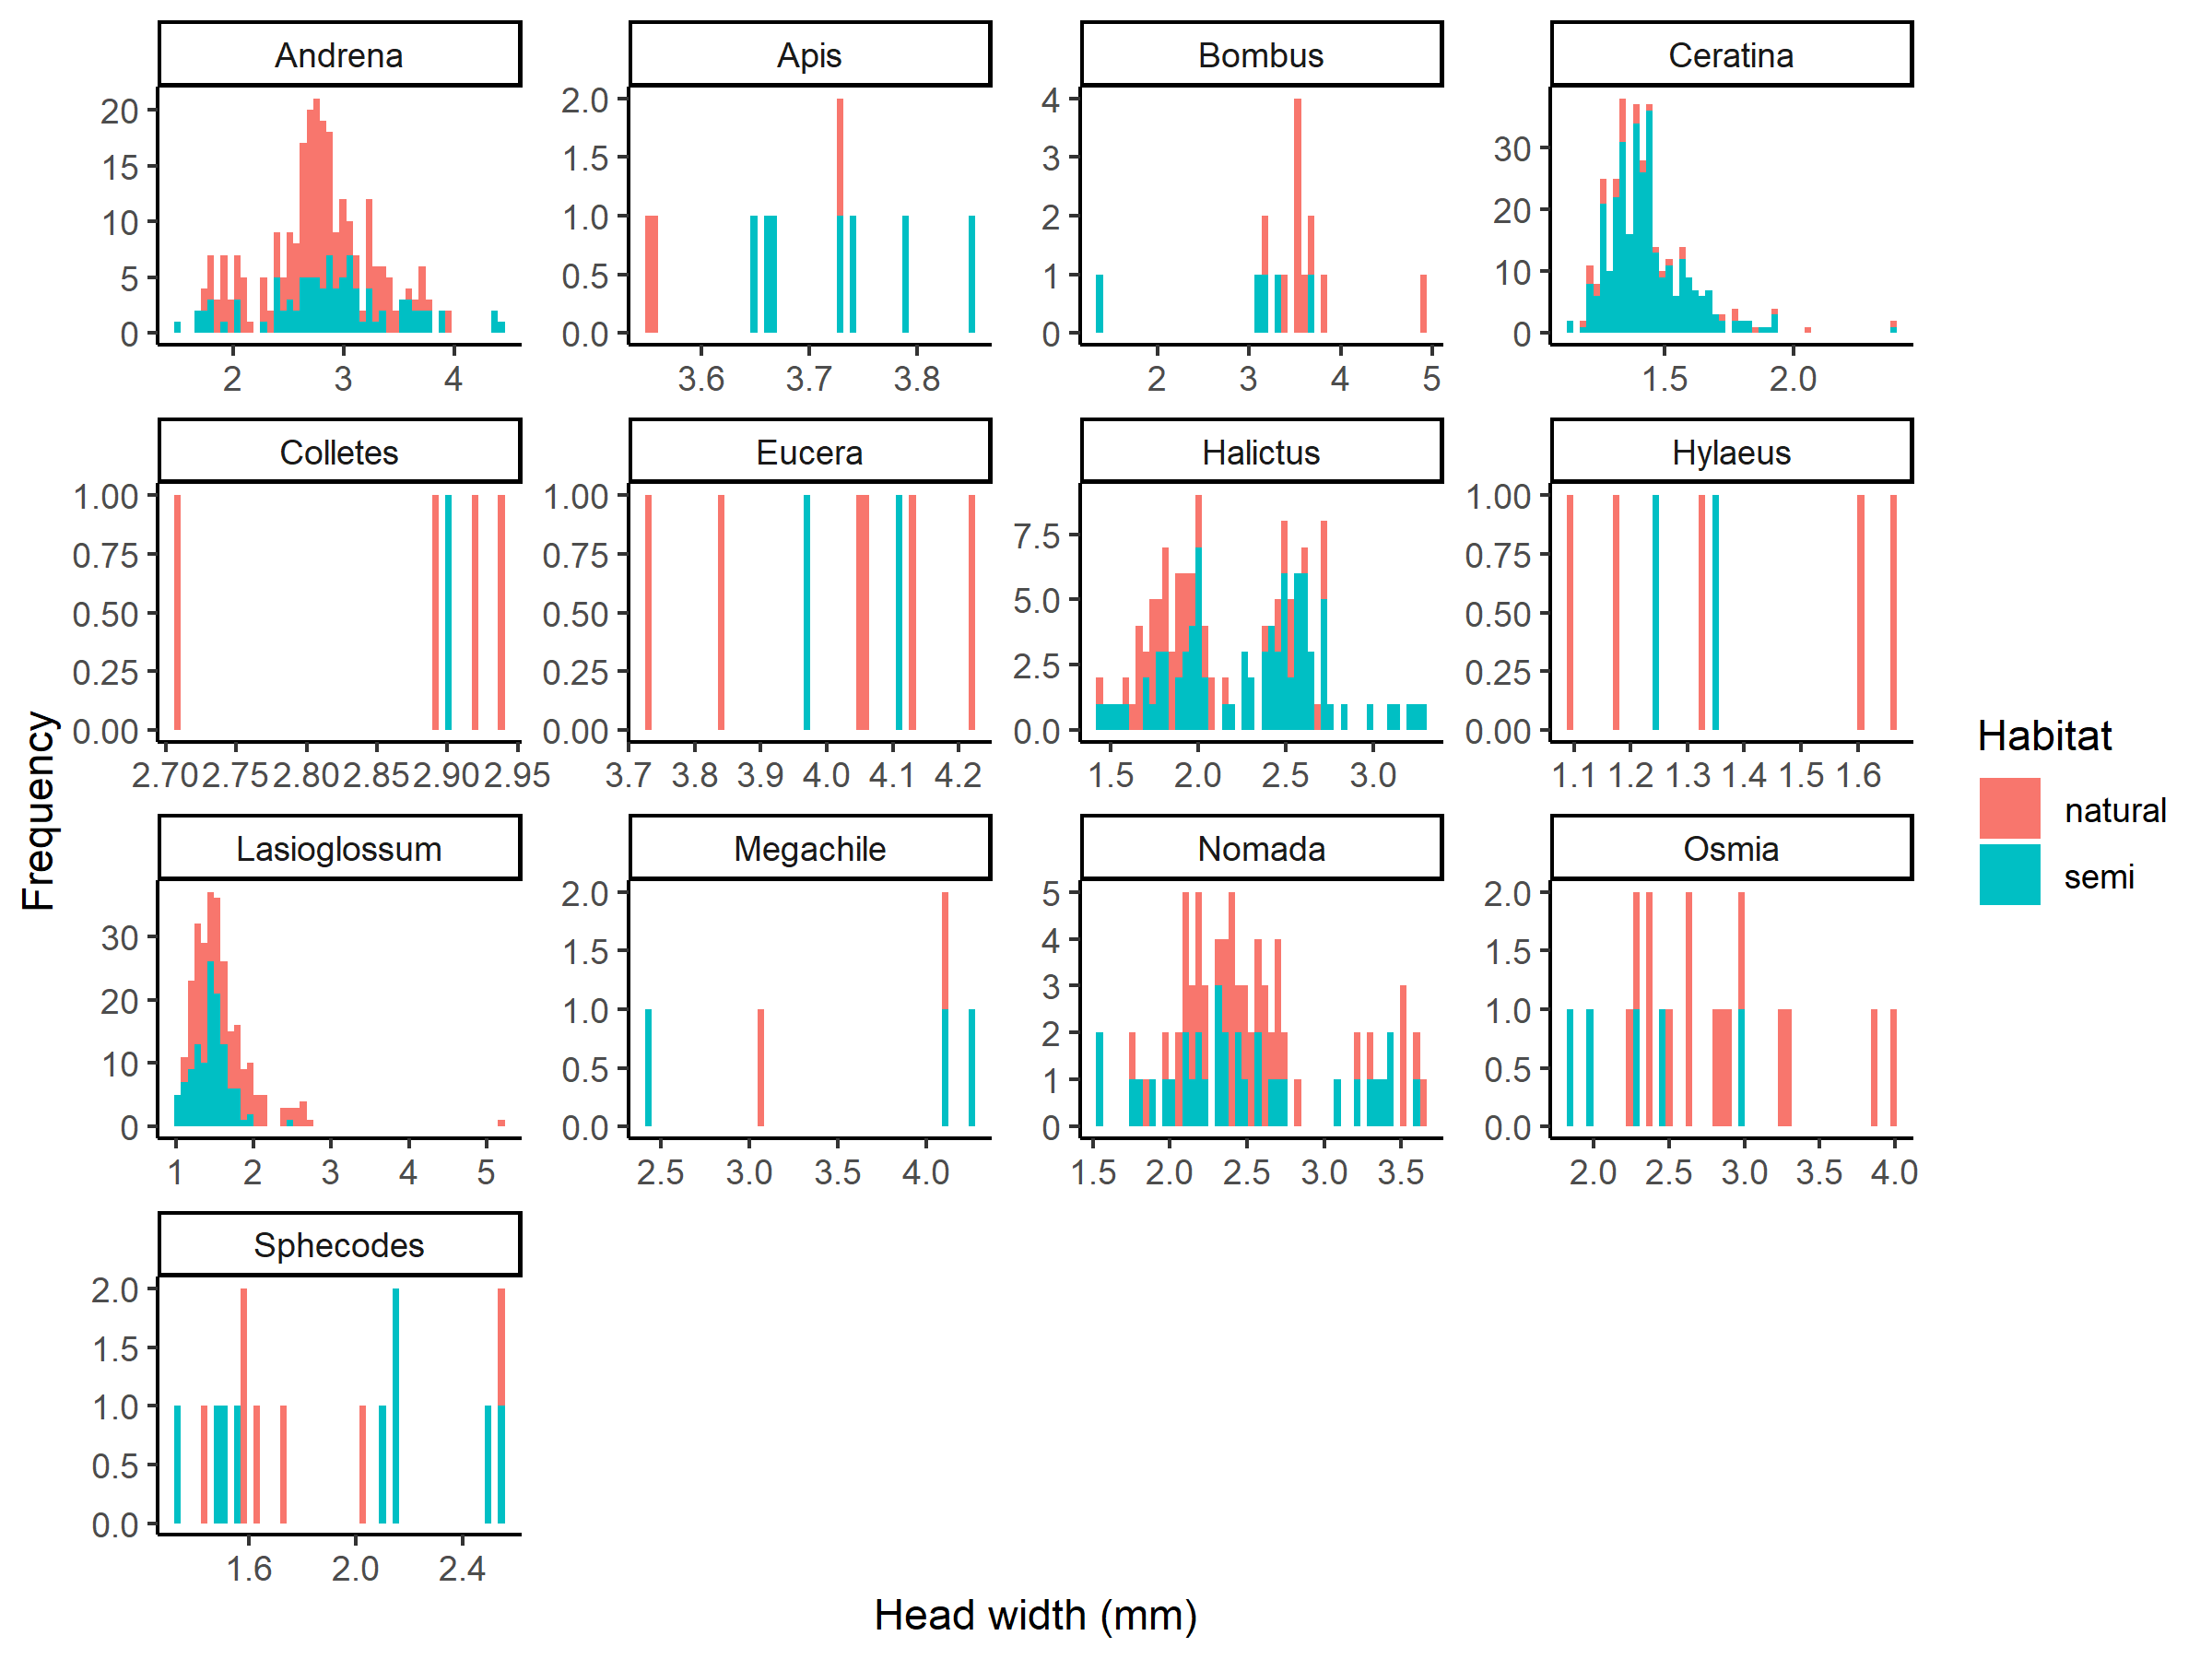 Andrena Apis Bombus Ceratina
20 15 10 5 0
2.0 1.5 1.0 0.5 0.0
4 3 2 1 0
30 20 10 0
2 3 4
3.6 3.7 3.8
2 3 4 5
1.5 2.0
Colletes Eucera Halictus Hylaeus
1.00 0.75 0.50 0.25 0.00
1.00 0.75 0.50 0.25 0.00
7.5 5.0 2.5 0.0
1.00 0.75 0.50 0.25 0.00
2.70 2.75 2.80 2.85 2.90 2.95
3.7 3.8 3.9 4.0 4.1 4.2
1.5 2.0 2.5 3.0
1.1 1.2 1.3 1.4 1.5 1.6
Lasioglossum Megachile Nomada Osmia
30 20 10 0
2.0 1.5 1.0 0.5 0.0
5 4 3 2 1 0
2.0 1.5 1.0 0.5 0.0
1 2 3 4 5
2.5 3.0 3.5 4.0
1.5 2.0 2.5 3.0 3.5
2.0 2.5 3.0 3.5 4.0
Sphecodes
2.0 1.5 1.0 0.5 0.0
1.6 2.0 2.4
Frequency
Head width (mm)
Habitat
natural
semi